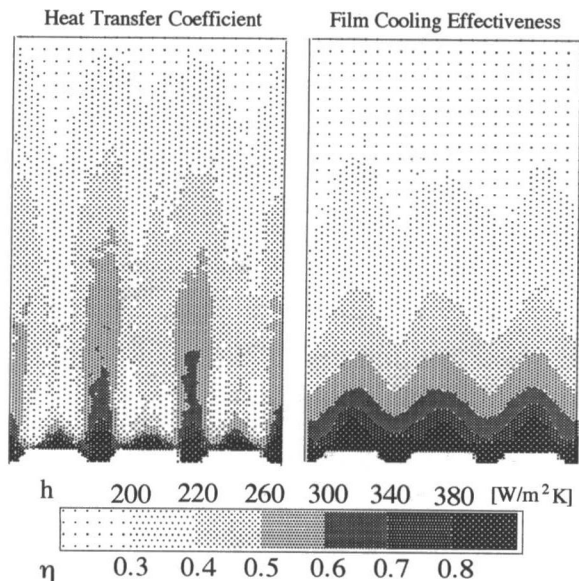 Heat Transfer Coefficient Film Cooling Effectiveness
h 200 220 260 300 340 380 [W/m²K]
η 0.3 0.4 0.5 0.6 0.7 0.8